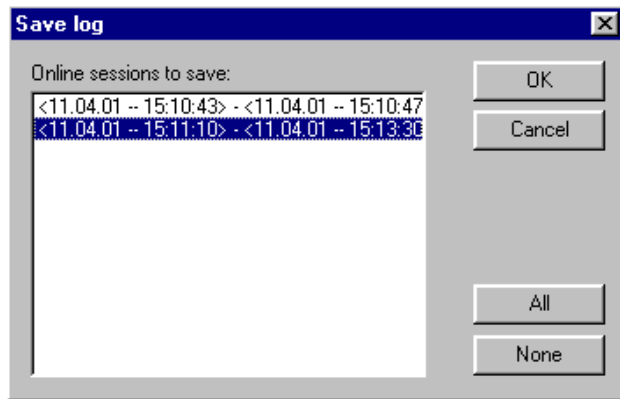 Save log
Online sessions to save:
<11.04.01 -- 15:10:43> - <11.04.01 -- 15:10:47
<11.04.01 -- 15:11:10> - <11.04.01 -- 15:13:30
OK
Cancel
All
None